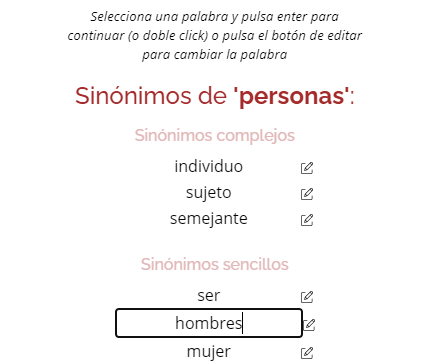 Selecciona una palabra y pulsa enter para
continuar (o doble click) o pulsa el botón de editar
para cambiar la palabra
Sinónimos de 'personas':
Sinónimos complejos
individuo
sujeto
semejante
Sinónimos sencillos
ser
hombres
mujer